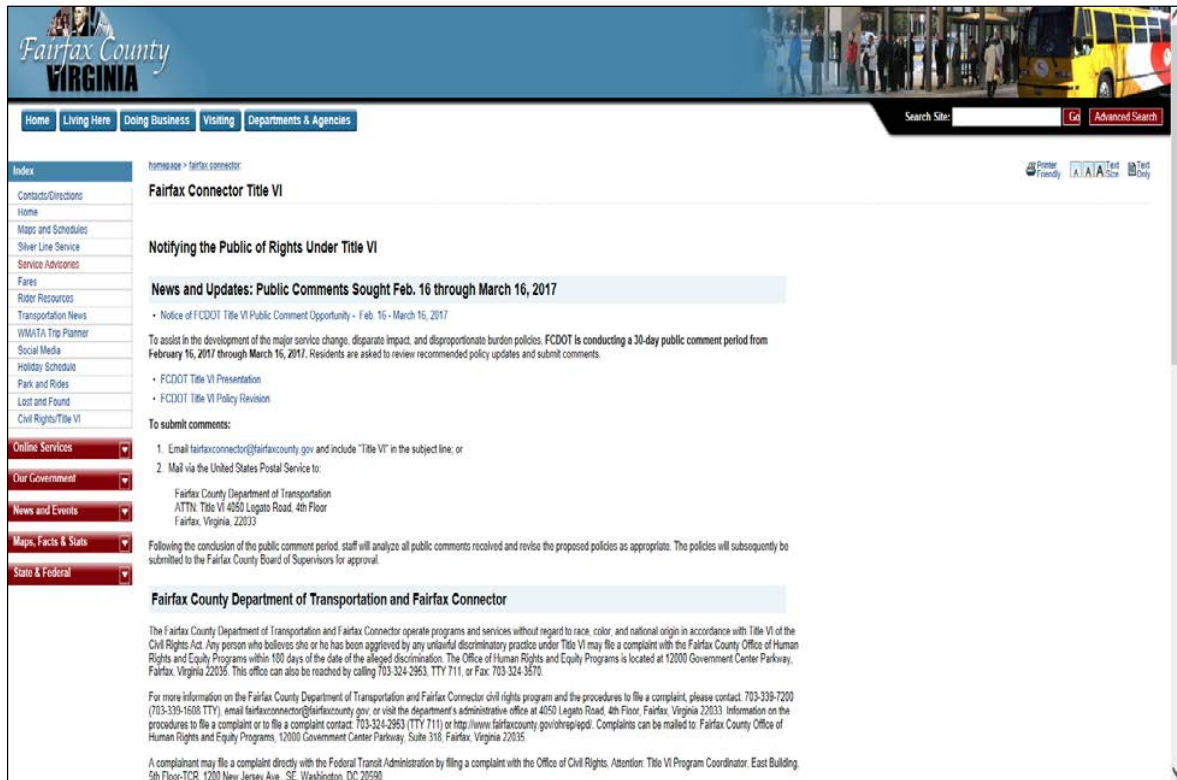 Fairfax County
VIRGINIA
Home Living Here Doing Business Visiting Departments & Agencies
Search Site: Go Advanced Search
Index
Contacts/Directions
Home
Maps and Schedules
Silver Line Service
Service Advisories
Fares
Rider Resources
Transportation News
WMATA Trip Planner
Social Media
Holiday Schedule
Park and Rides
Lost and Found
Civil Rights/Title VI
Online Services
Our Government
News and Events
Maps, Facts & Stats
State & Federal
homepage > fairfax connector
Printer Friendly A A A Text Size Text Only
Fairfax Connector Title VI
Notifying the Public of Rights Under Title VI
News and Updates: Public Comments Sought Feb. 16 through March 16, 2017
• Notice of FCDOT Title VI Public Comment Opportunity - Feb. 16 - March 16, 2017
To assist in the development of the major service change, disparate impact, and disproportionate burden policies, FCDOT is conducting a 30-day public comment period from
February 16, 2017 through March 16, 2017. Residents are asked to review recommended policy updates and submit comments.
• FCDOT Title VI Presentation
• FCDOT Title VI Policy Revision
To submit comments:
1. Email fairfaxconnector@fairfaxcounty.gov and include "Title VI" in the subject line; or
2. Mail via the United States Postal Service to:
Fairfax County Department of Transportation
ATTN: Title VI 4050 Legato Road, 4th Floor
Fairfax, Virginia, 22033
Following the conclusion of the public comment period, staff will analyze all public comments received and revise the proposed policies as appropriate. The policies will subsequently be
submitted to the Fairfax County Board of Supervisors for approval.
Fairfax County Department of Transportation and Fairfax Connector
The Fairfax County Department of Transportation and Fairfax Connector operate programs and services without regard to race, color, and national origin in accordance with Title VI of the
Civil Rights Act. Any person who believes she or he has been aggrieved by any unlawful discriminatory practice under Title VI may file a complaint with the Fairfax County Office of Human
Rights and Equity Programs within 180 days of the date of the alleged discrimination. The Office of Human Rights and Equity Programs is located at 12000 Government Center Parkway,
Fairfax, Virginia 22035. This office can also be reached by calling 703-324-2953, TTY 711, or Fax: 703-324-3570.
For more information on the Fairfax County Department of Transportation and Fairfax Connector civil rights program and the procedures to file a complaint, please contact: 703-339-7200
(703-339-1608 TTY), email fairfaxconnector@fairfaxcounty.gov, or visit the department's administrative office at 4050 Legato Road, 4th Floor, Fairfax, Virginia 22033. Information on the
procedures to file a complaint or to file a complaint contact: 703-324-2953 (TTY 711) or http://www.fairfaxcounty.gov/ohrep/epd/. Complaints can be mailed to: Fairfax County Office of
Human Rights and Equity Programs, 12000 Government Center Parkway, Suite 318, Fairfax, Virginia 22035.
A complainant may file a complaint directly with the Federal Transit Administration by filing a complaint with the Office of Civil Rights, Attention: Title VI Program Coordinator, East Building,
5th Floor-TCR, 1200 New Jersey Ave., SE, Washington, DC 20590.